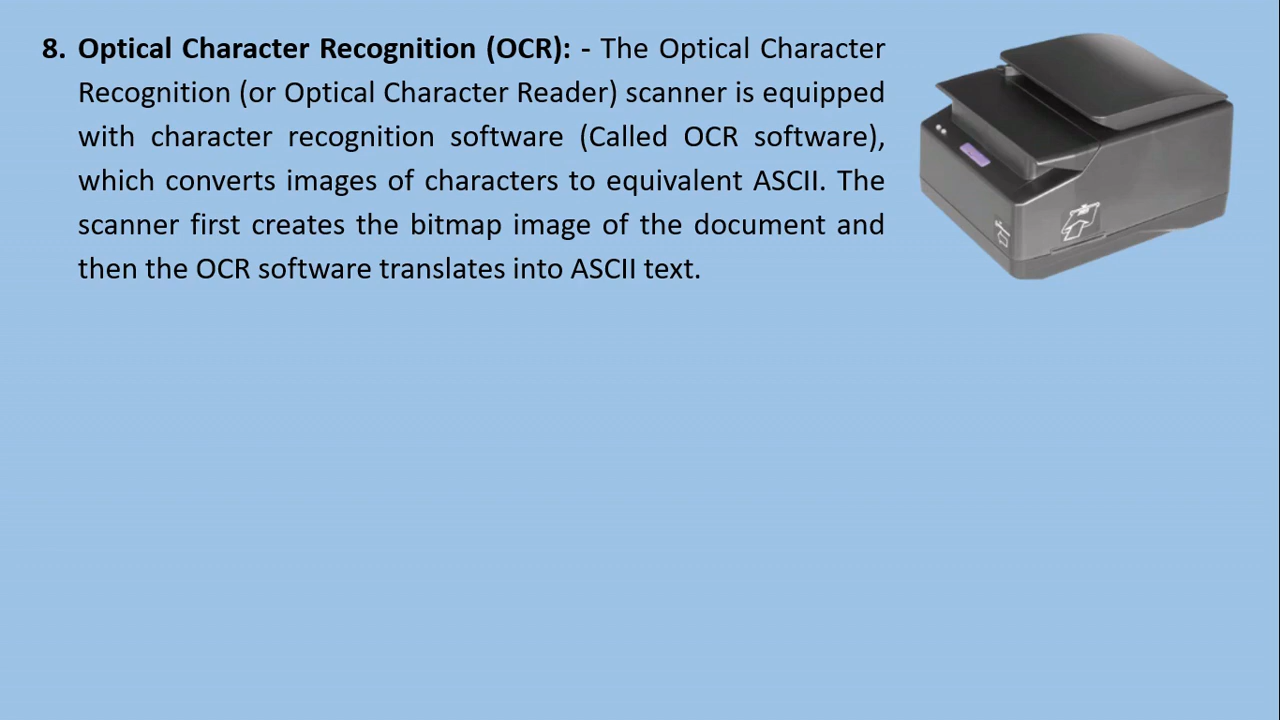 8. Optical Character Recognition (OCR): - The Optical Character
Recognition (or Optical Character Reader) scanner is equipped
with character recognition software (Called OCR software),
which converts images of characters to equivalent ASCII. The
scanner first creates the bitmap image of the document and
then the OCR software translates into ASCII text.